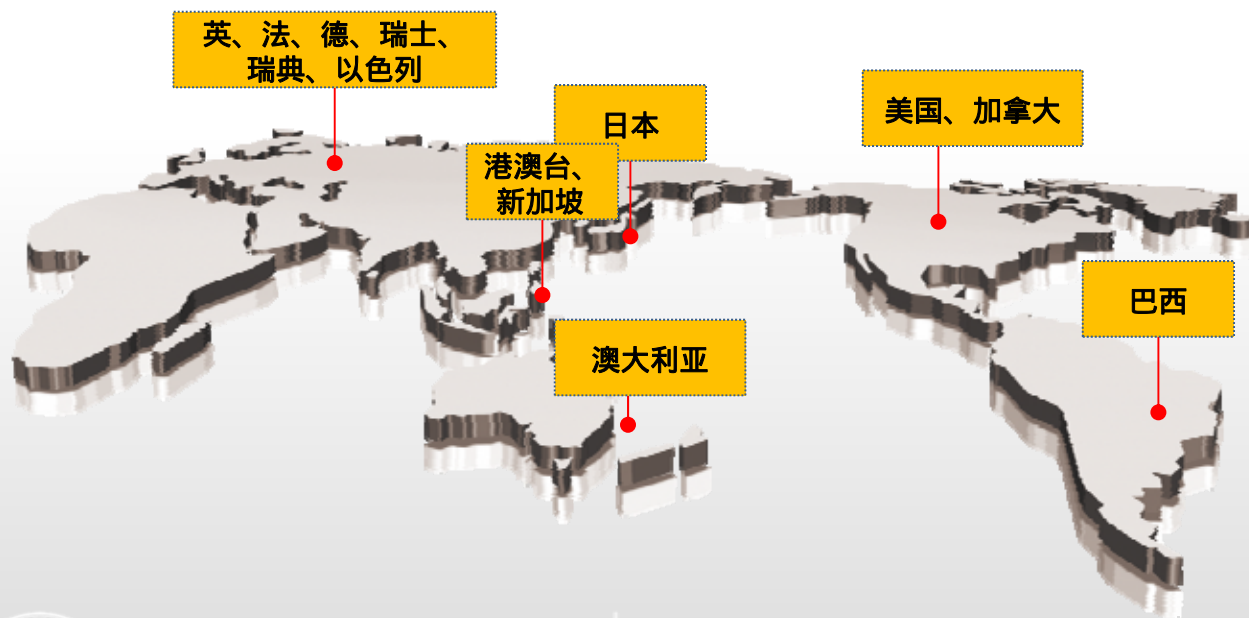 英、法、德、瑞士、
瑞典、以色列
日本
美国、加拿大
港澳台、
新加坡
巴西
澳大利亚